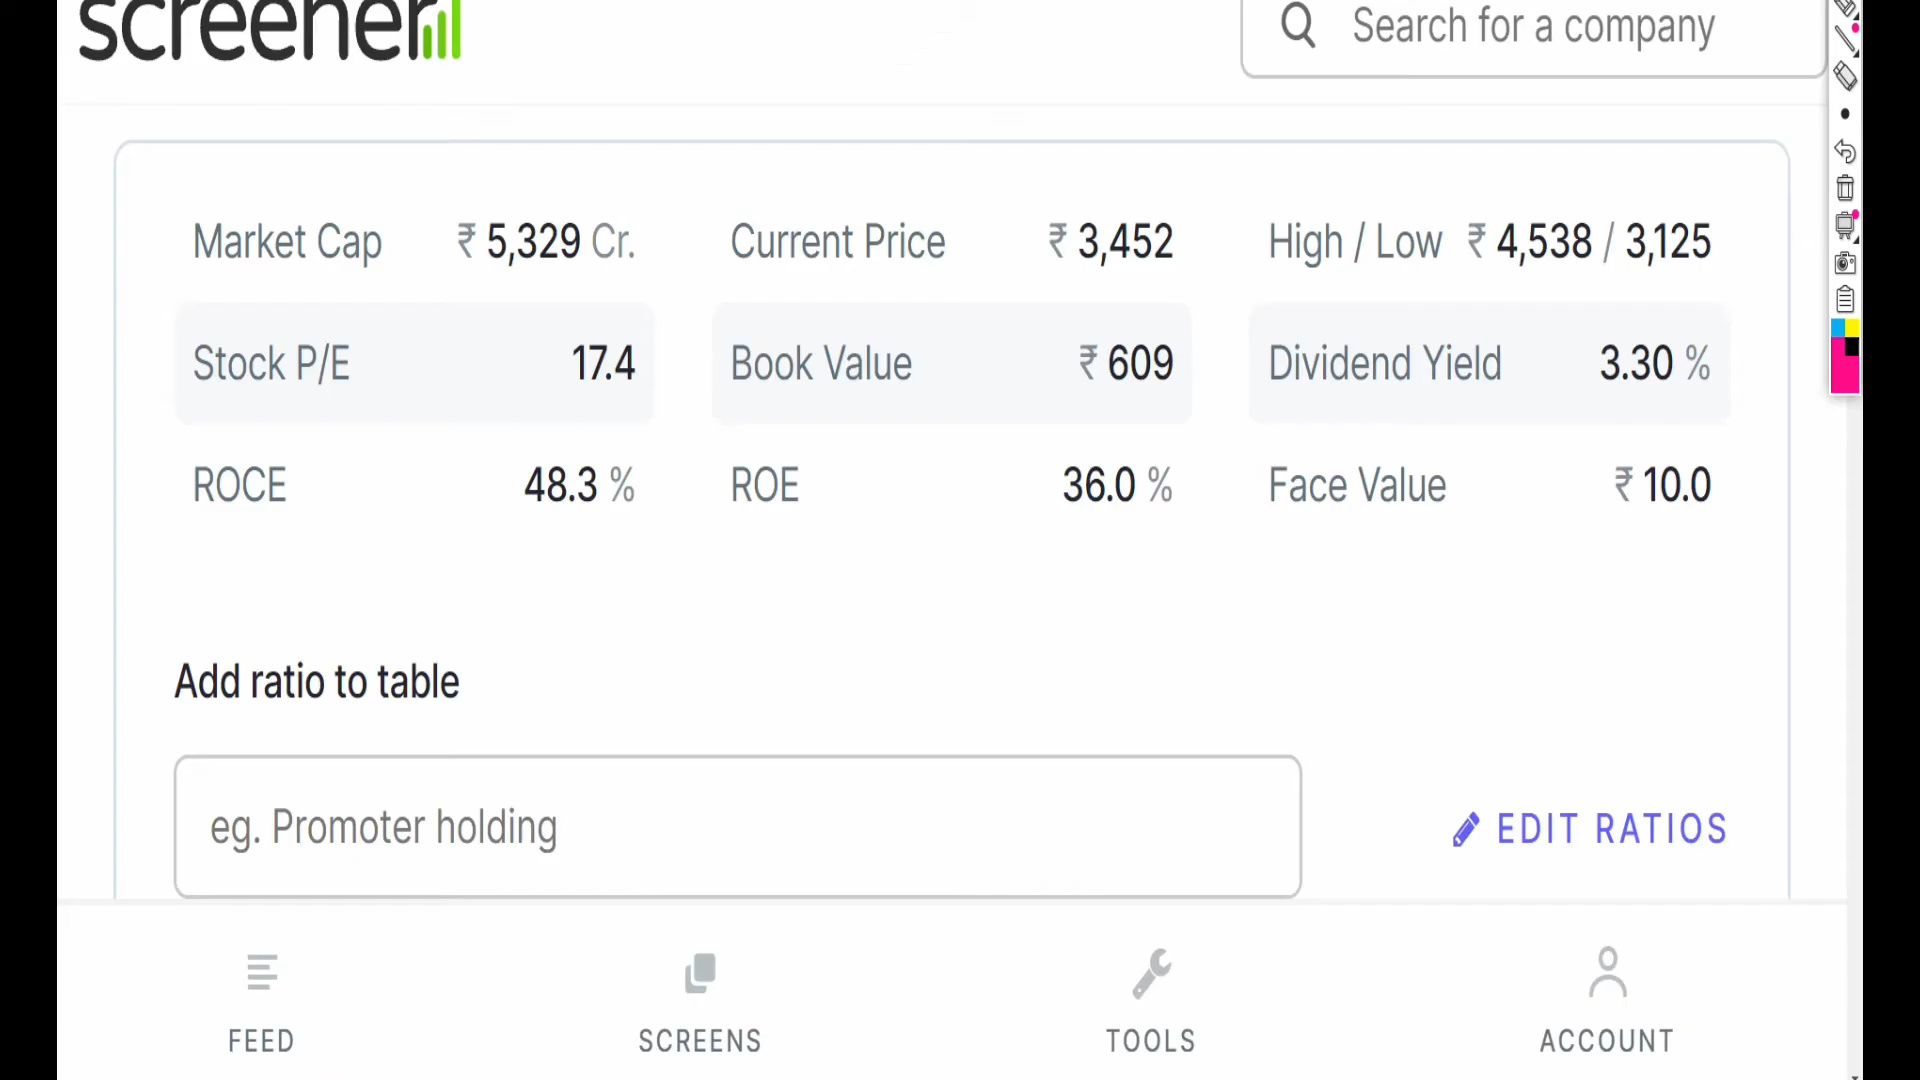 screener
Search for a company
Market Cap ₹ 5,329 Cr.
Current Price ₹ 3,452
High / Low ₹ 4,538 / 3,125
Stock P/E 17.4
Book Value ₹ 609
Dividend Yield 3.30 %
ROCE 48.3 %
ROE 36.0 %
Face Value ₹ 10.0
Add ratio to table
eg. Promoter holding
EDIT RATIOS
FEED
SCREENS
TOOLS
ACCOUNT